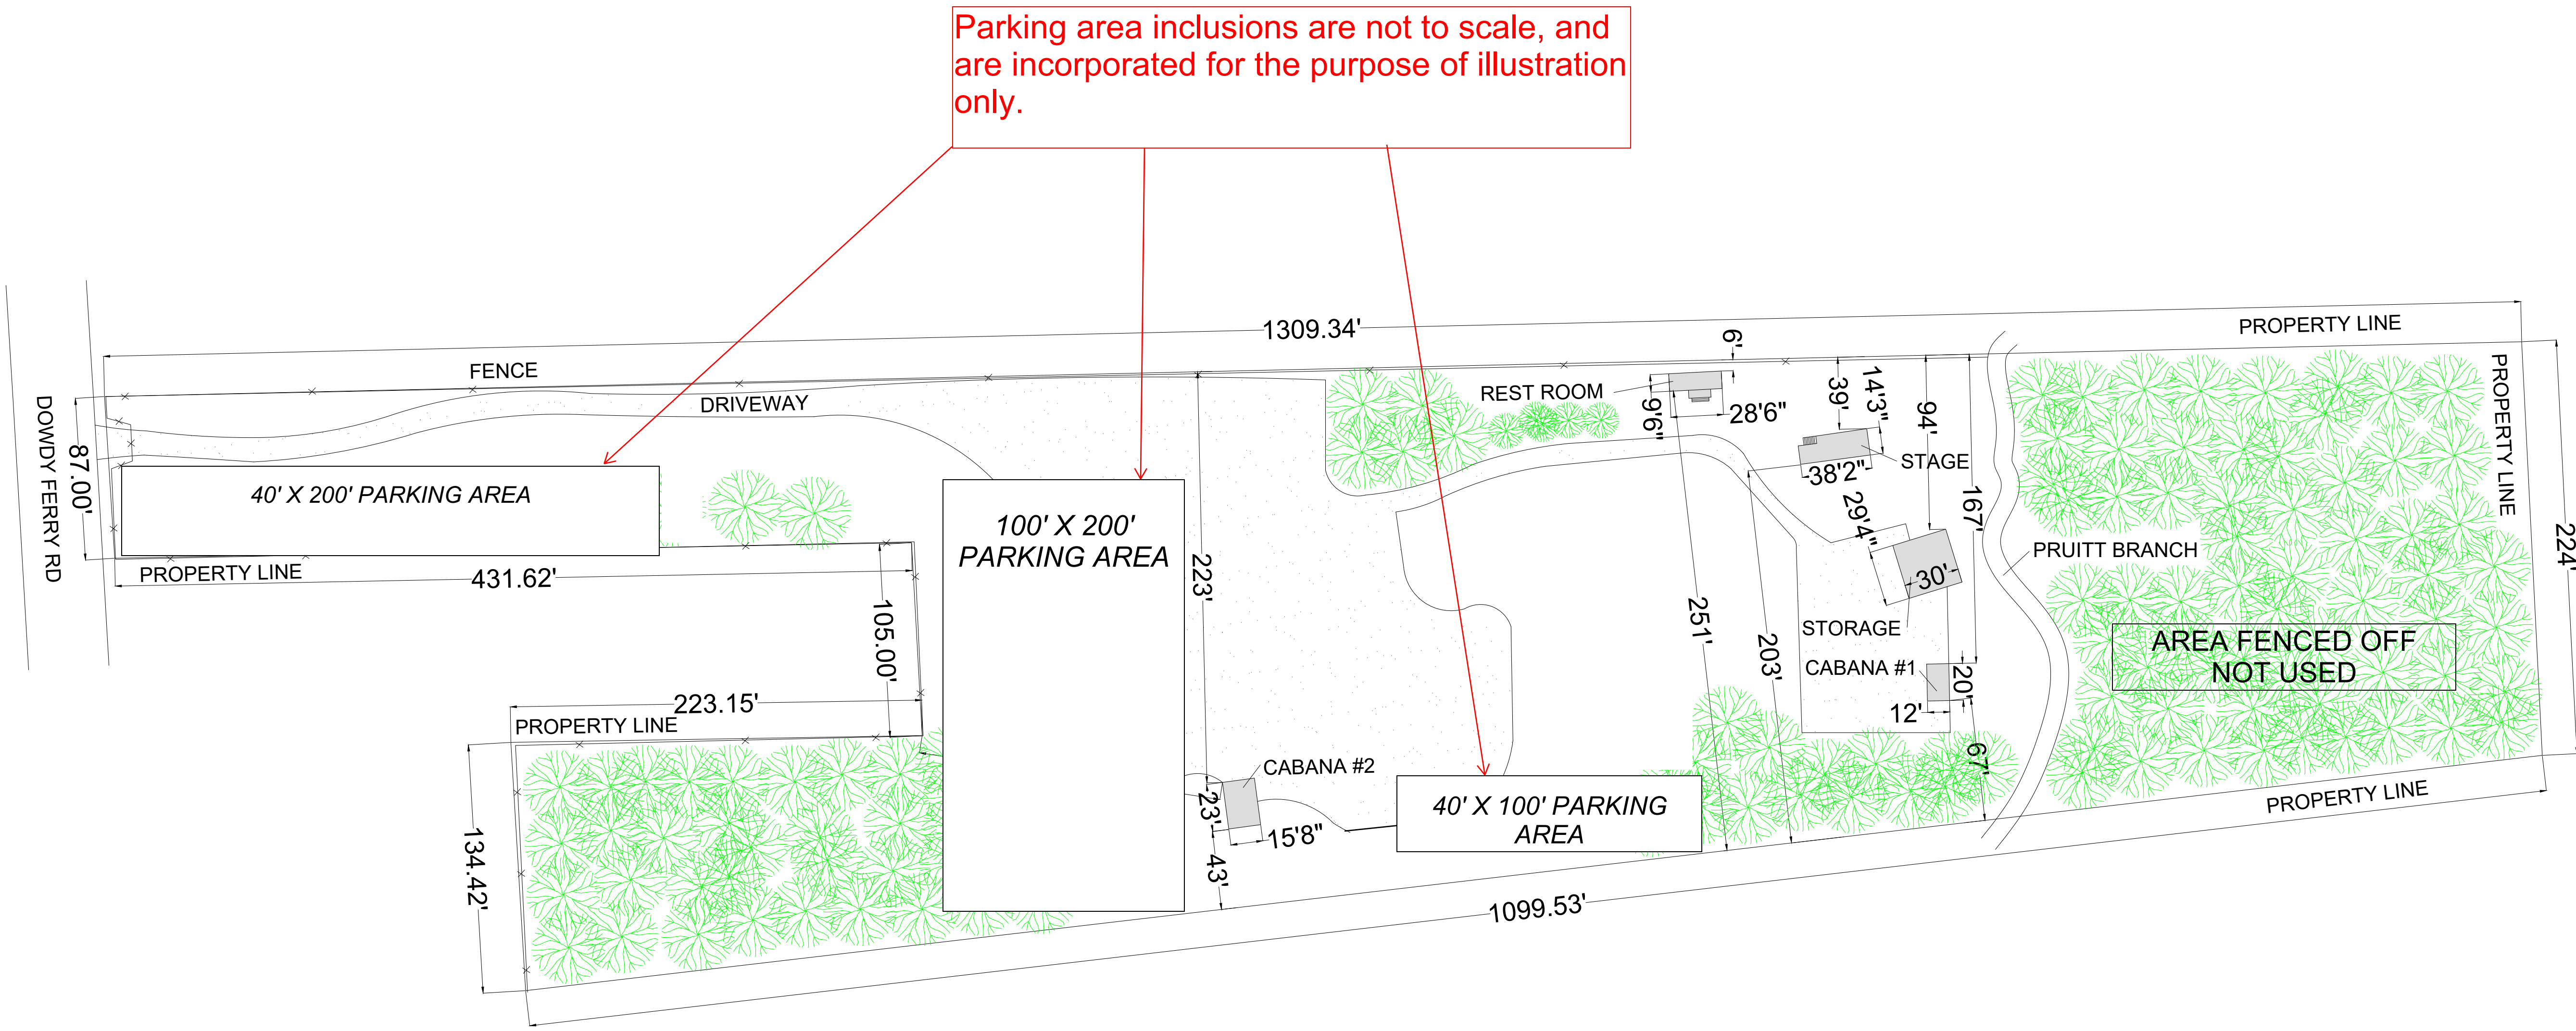 Parking area inclusions are not to scale, and
are incorporated for the purpose of illustration
only.
1309.34'
PROPERTY LINE
FENCE
6'
DRIVEWAY
REST ROOM
9'6"
28'6"
39'
14'3"
94'
PROPERTY LINE
DOWDY FERRY RD
87.00'
40' X 200' PARKING AREA
STAGE
38'2"
167'
100' X 200'
PARKING AREA
29'4"
PRUITT BRANCH
224'
PROPERTY LINE
431.62'
223'
30'
105.00'
251'
203'
STORAGE
AREA FENCED OFF
NOT USED
CABANA #1
20'
12'
223.15'
PROPERTY LINE
67'
CABANA #2
23'
15'8"
40' X 100' PARKING
AREA
PROPERTY LINE
134.42'
43'
1099.53'